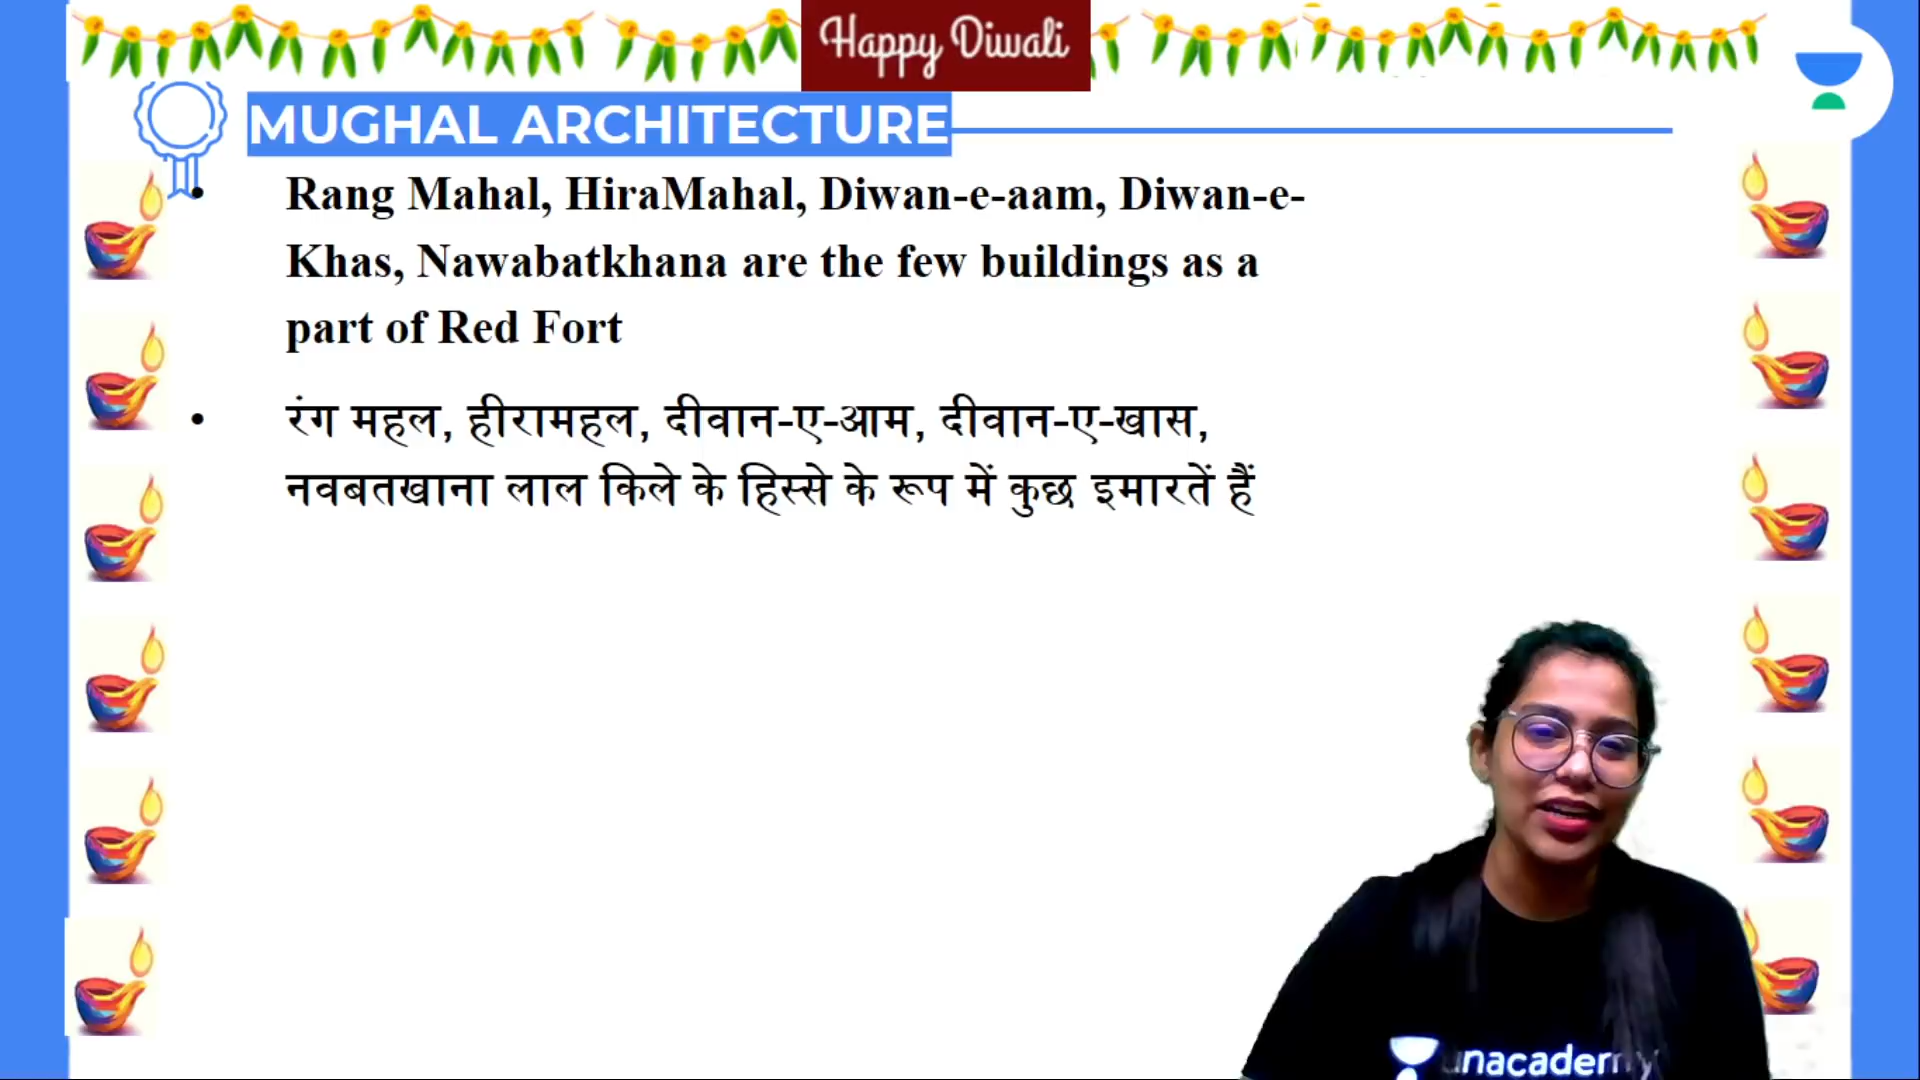 Happy Diwali
MUGHAL ARCHITECTURE
• Rang Mahal, HiraMahal, Diwan-e-aam, Diwan-e-
Khas, Nawabatkhana are the few buildings as a
part of Red Fort
• रंग महल, हीरामहल, दीवान-ए-आम, दीवान-ए-खास,
नवबतखाना लाल किले के हिस्से के रूप में कुछ इमारतें हैं
unacademy